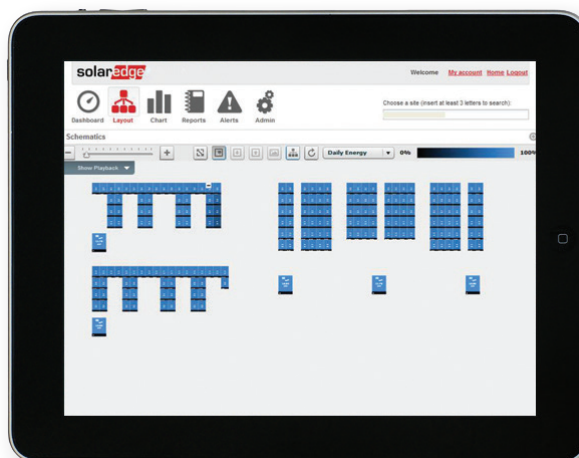 solaredge
Welcome My account Home Logout
Dashboard Layout Chart Reports Alerts Admin
Choose a site (insert at least 3 letters to search):
Schematics
Daily Energy 0% 100%
Show Playback